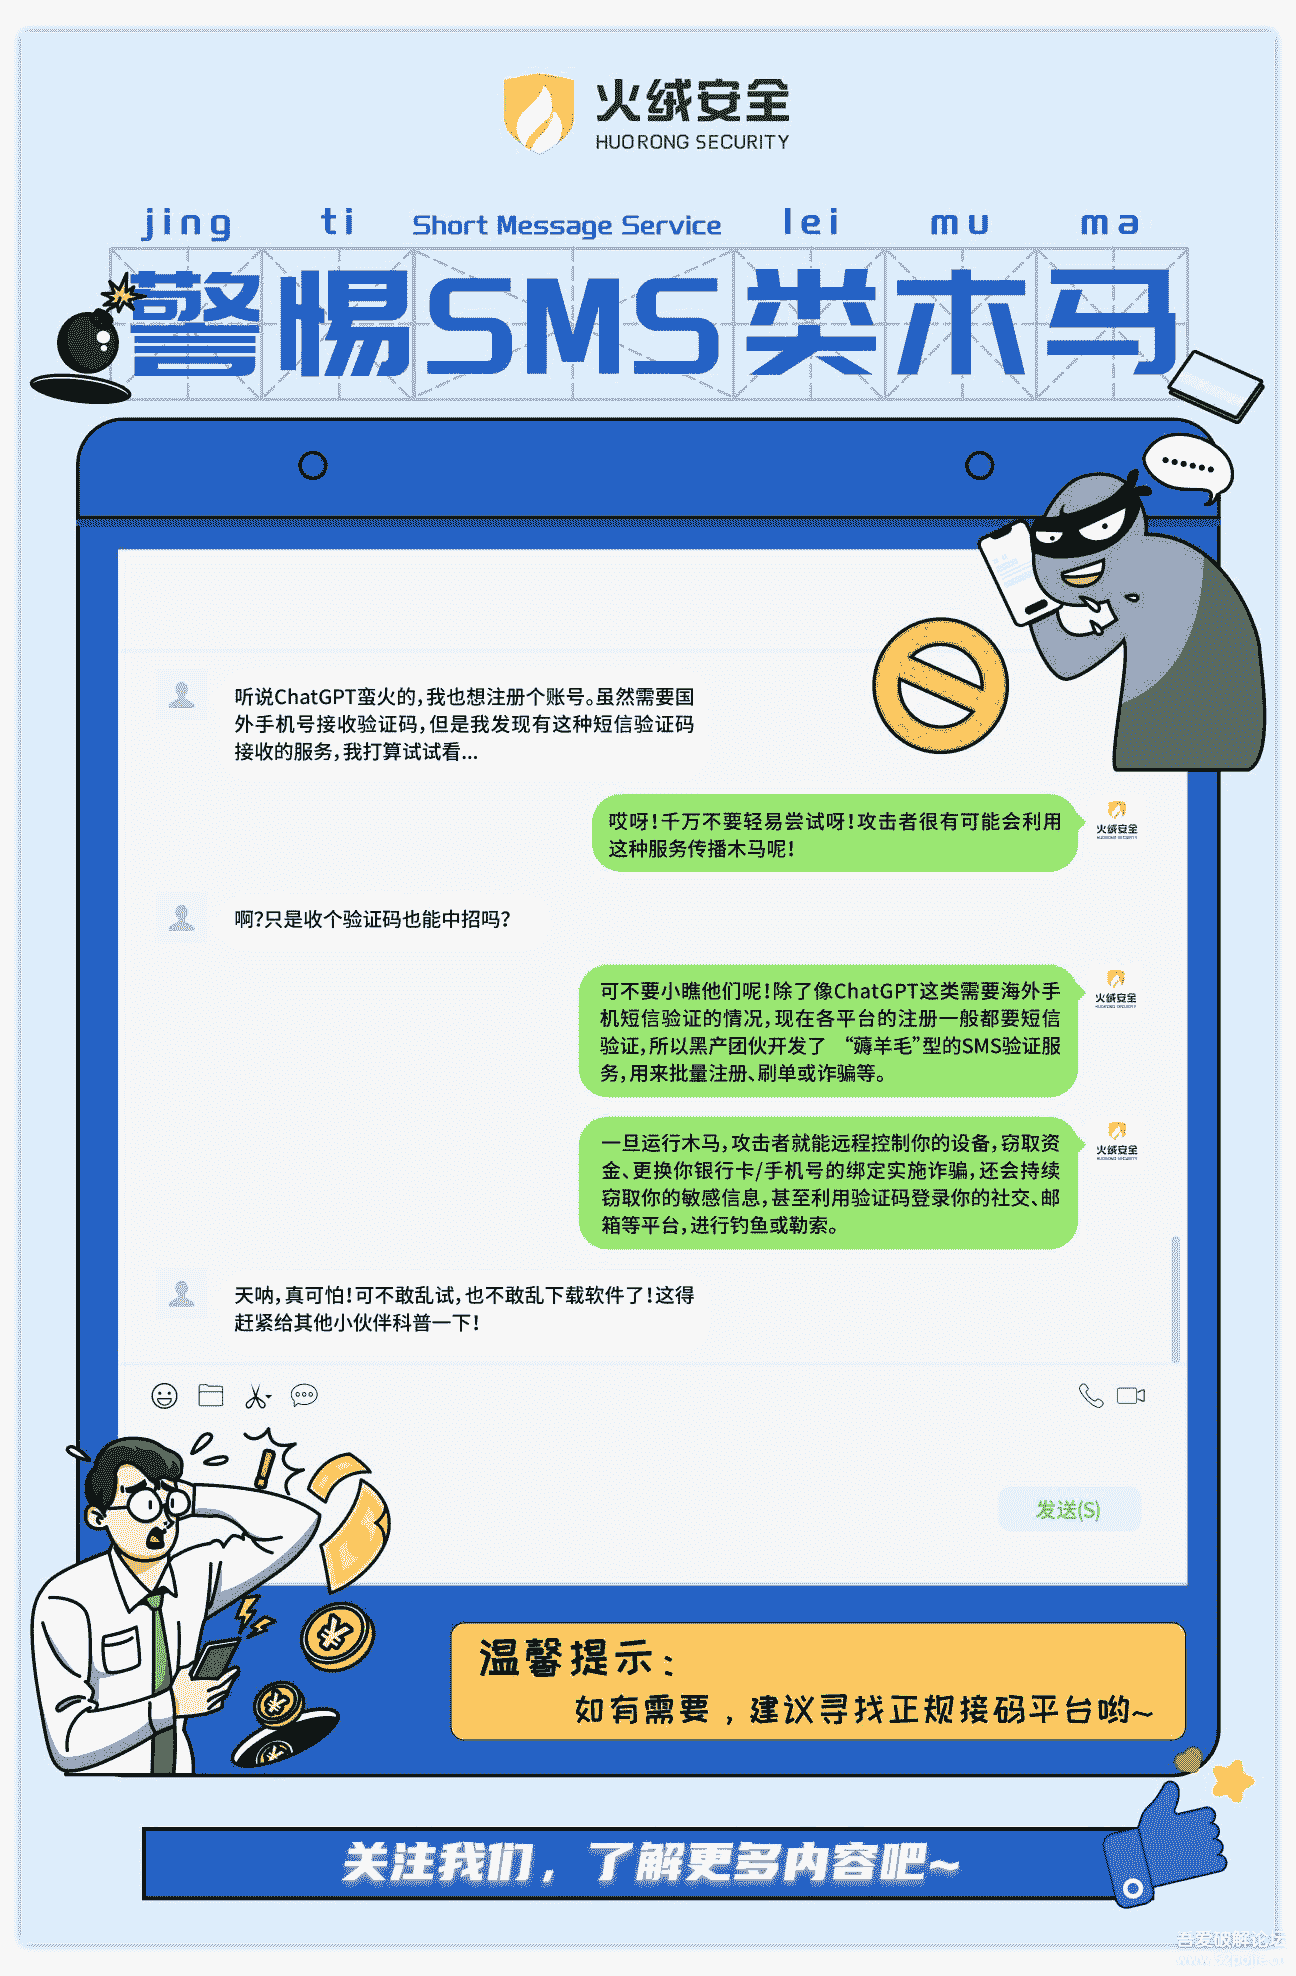 火绒安全
HUORONG SECURITY
jing ti Short Message Service lei mu ma
警惕SMS类木马
听说ChatGPT蛮火的,我也想注册个账号。虽然需要国
外手机号接收验证码,但是我发现有这种短信验证码
接收的服务,我打算试试看...
哎呀!千万不要轻易尝试呀!攻击者很有可能会利用
这种服务传播木马呢!
火绒安全
HUORONG SECURITY
啊?只是收个验证码也能中招吗?
可不要小瞧他们呢!除了像ChatGPT这类需要海外手
机短信验证的情况,现在各平台的注册一般都要短信
验证,所以黑产团伙开发了 “薅羊毛”型的SMS验证服
务,用来批量注册、刷单或诈骗等。
火绒安全
HUORONG SECURITY
一旦运行木马,攻击者就能远程控制你的设备,窃取资
金、更换你银行卡/手机号的绑定实施诈骗,还会持续
窃取你的敏感信息,甚至利用验证码登录你的社交、邮
箱等平台,进行钓鱼或勒索。
火绒安全
HUORONG SECURITY
天呐,真可怕!可不敢乱试,也不敢乱下载软件了!这得
赶紧给其他小伙伴科普一下!
发送(S)
温馨提示:
如有需要,建议寻找正规接码平台哟~
关注我们,了解更多内容吧~
吾爱破解论坛
www.52pojie.cn